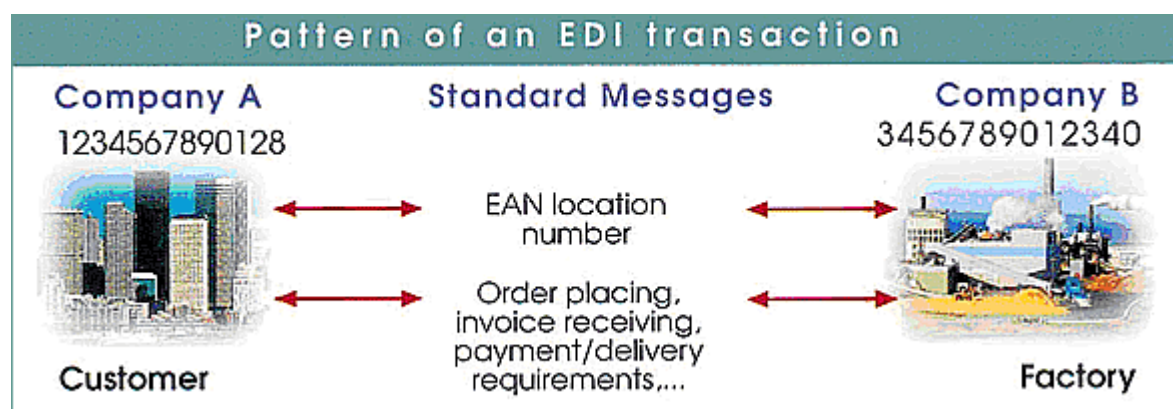 Pattern of an EDI transaction
Company A
Standard Messages
Company B
1234567890128
3456789012340
EAN location
number
Order placing,
invoice receiving,
payment/delivery
requirements,...
Customer
Factory